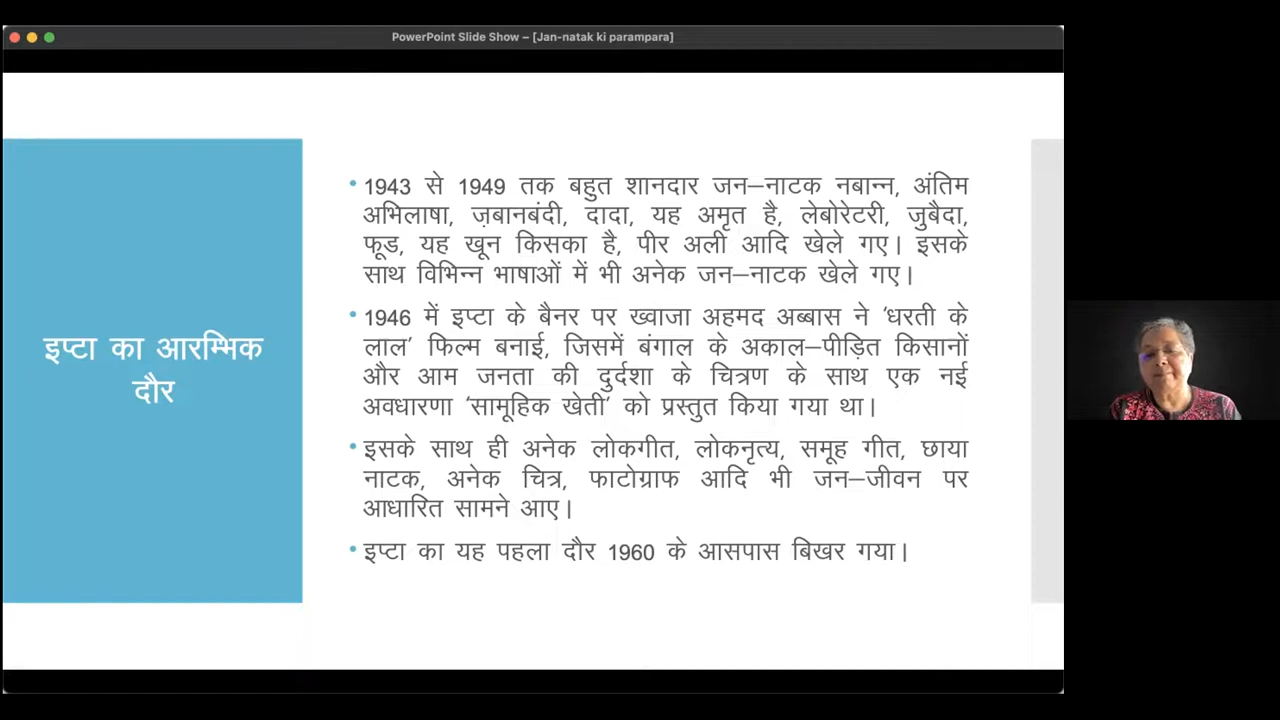 PowerPoint Slide Show – [Jan-natak ki parampara]
इप्टा का आरम्भिक
दौर
• 1943 से 1949 तक बहुत शानदार जन–नाटक नबान्न, अंतिम
अभिलाषा, ज़बानबंदी, दादा, यह अमृत है, लेबोरेटरी, जुबैदा,
फूड, यह खून किसका है, पीर अली आदि खेले गए। इसके
साथ विभिन्न भाषाओं में भी अनेक जन–नाटक खेले गए।
• 1946 में इप्टा के बैनर पर ख्वाजा अहमद अब्बास ने ‘धरती के
लाल’ फिल्म बनाई, जिसमें बंगाल के अकाल–पीड़ित किसानों
और आम जनता की दुर्दशा के चित्रण के साथ एक नई
अवधारणा ‘सामूहिक खेती’ को प्रस्तुत किया गया था।
• इसके साथ ही अनेक लोकगीत, लोकनृत्य, समूह गीत, छाया
नाटक, अनेक चित्र, फाटोग्राफ आदि भी जन–जीवन पर
आधारित सामने आए।
• इप्टा का यह पहला दौर 1960 के आसपास बिखर गया।